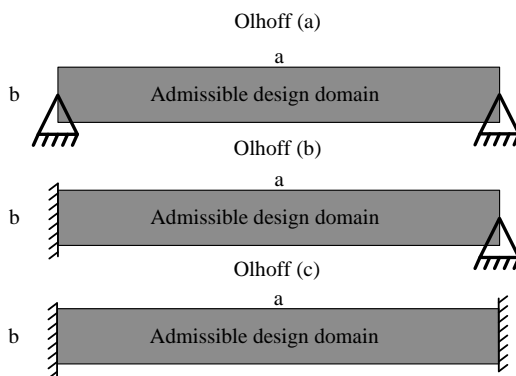 Olhoff (a)
a
b Admissible design domain
Olhoff (b)
a
b Admissible design domain
Olhoff (c)
a
b Admissible design domain